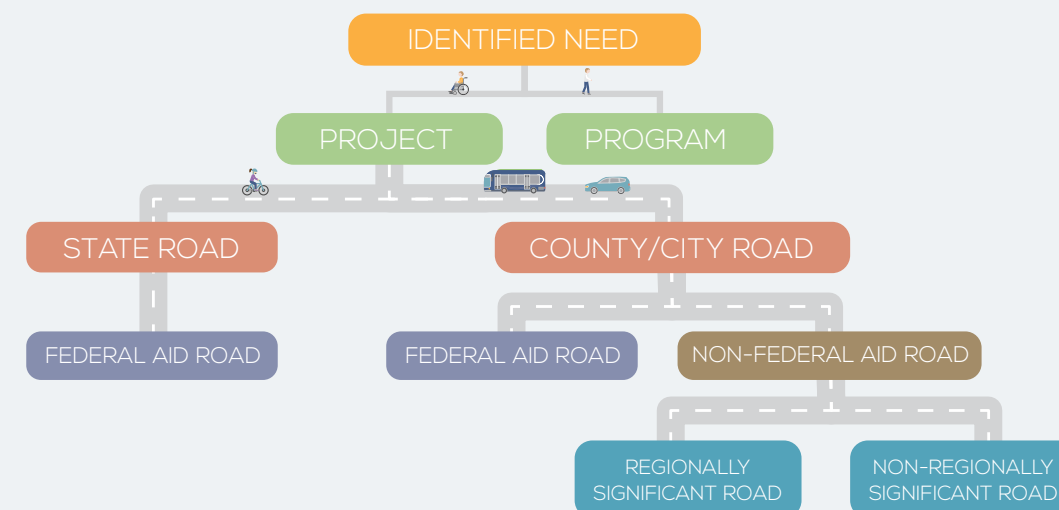 IDENTIFIED NEED
PROJECT
PROGRAM
STATE ROAD
COUNTY/CITY ROAD
FEDERAL AID ROAD
FEDERAL AID ROAD
NON-FEDERAL AID ROAD
REGIONALLY
SIGNIFICANT ROAD
NON-REGIONALLY
SIGNIFICANT ROAD